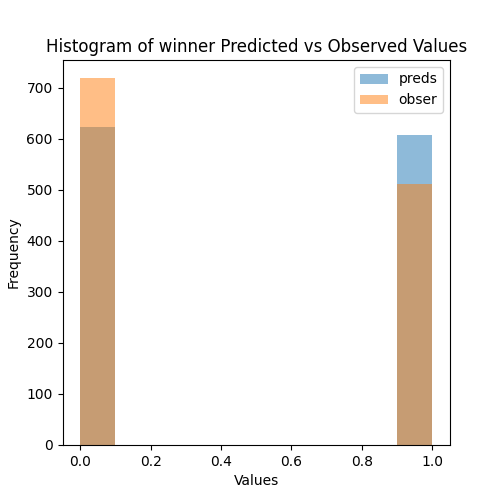 Histogram of winner Predicted vs Observed Values
preds
obser
Frequency
700
600
500
400
300
200
100
0
0.0 0.2 0.4 0.6 0.8 1.0
Values